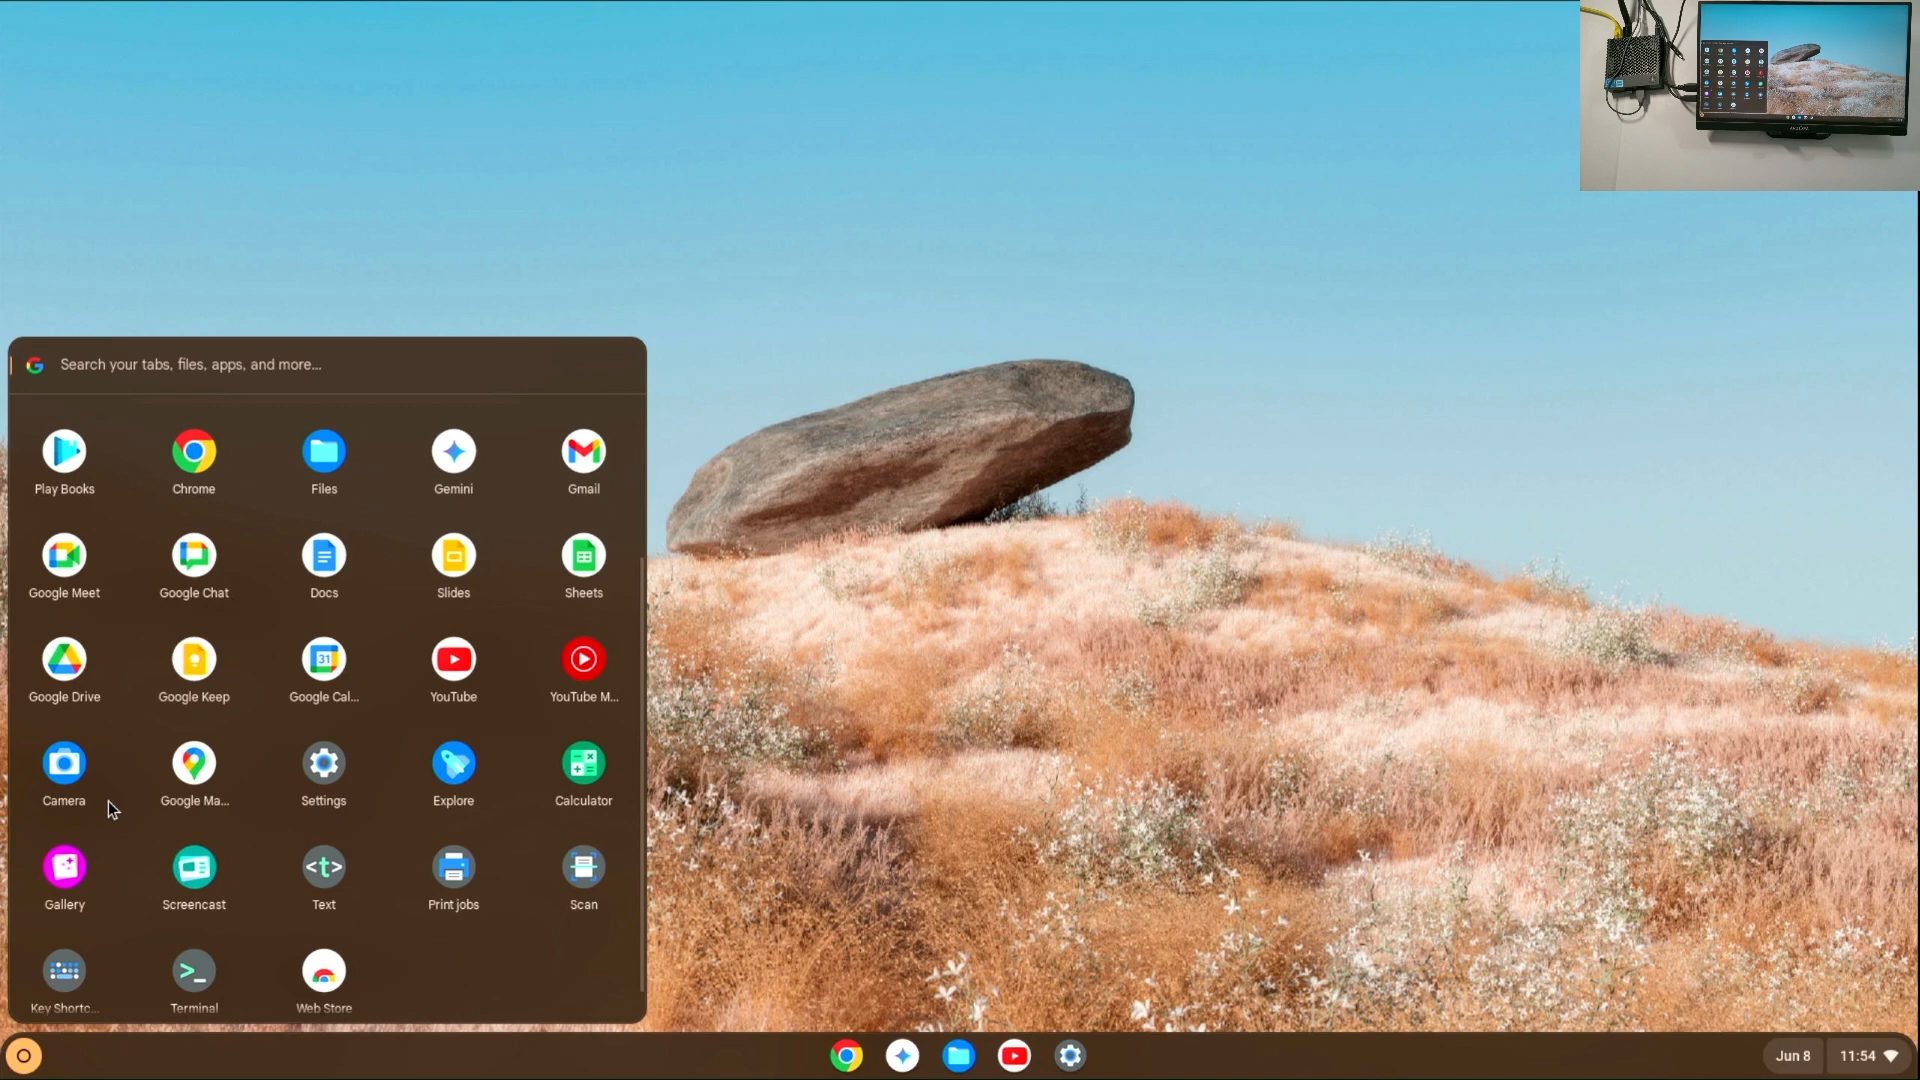 Search your tabs, files, apps, and more...
Play Books
Chrome
Files
Gemini
Gmail
Google Meet
Google Chat
Docs
Slides
Sheets
Google Drive
Google Keep
31
Google Cal...
YouTube
YouTube M...
Camera
Google Ma...
Settings
Explore
Calculator
Gallery
Screencast
<t>
Text
Print jobs
Scan
Key Shortc...
>_
Terminal
Web Store
Jun 8
11:54